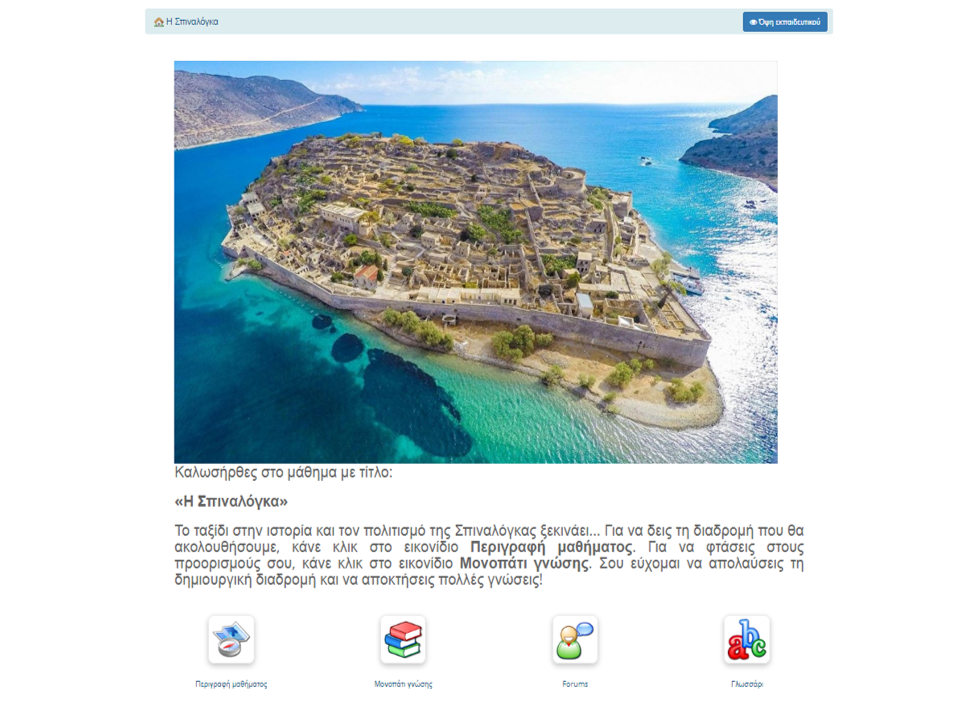 Η Σπιναλόγκα
Όψη εκπαιδευτικού
Καλωσήρθες στο μάθημα με τίτλο:
«Η Σπιναλόγκα»
Το ταξίδι στην ιστορία και τον πολιτισμό της Σπιναλόγκας ξεκινάει... Για να δεις τη διαδρομή που θα
ακολουθήσουμε, κάνε κλικ στο εικονίδιο Περιγραφή μαθήματος. Για να φτάσεις στους
προορισμούς σου, κάνε κλικ στο εικονίδιο Μονοπάτι γνώσης. Σου εύχομαι να απολαύσεις τη
δημιουργική διαδρομή και να αποκτήσεις πολλές γνώσεις!
a b c
Περιγραφή μαθήματος
Μονοπάτι γνώσης
Forums
Γλωσσάρι